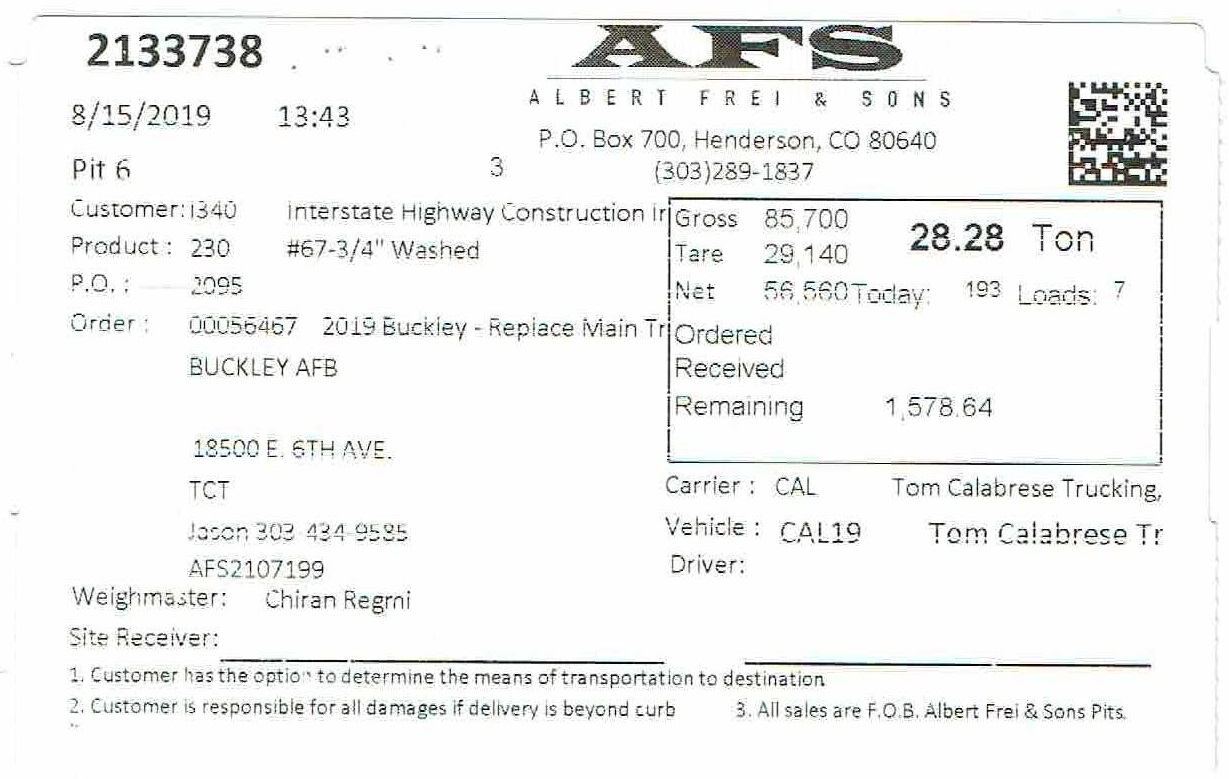 2133738
AFS
ALBERT FREI & SONS
8/15/2019 13:43
P.O. Box 700, Henderson, CO 80640
Pit 6 3 (303)289-1837
Customer: I340 Interstate Highway Construction Ir
Product : 230 #67-3/4" Washed
P.O. : 2095
Order : 00056467 2019 Buckley - Replace Main Tr
BUCKLEY AFB
18500 E. 6TH AVE.
TCT
Jason 303-434-9585
AFS2107199
Gross 85,700 28.28 Ton
Tare 29,140
Net 56,560 Today: 193 Loads: 7
Ordered
Received
Remaining 1,578.64
Carrier : CAL Tom Calabrese Trucking,
Vehicle : CAL19 Tom Calabrese Tr
Driver:
Weighmaster: Chiran Regmi
Site Receiver:
1. Customer has the option to determine the means of transportation to destination
2. Customer is responsible for all damages if delivery is beyond curb 3. All sales are F.O.B. Albert Frei & Sons Pits.